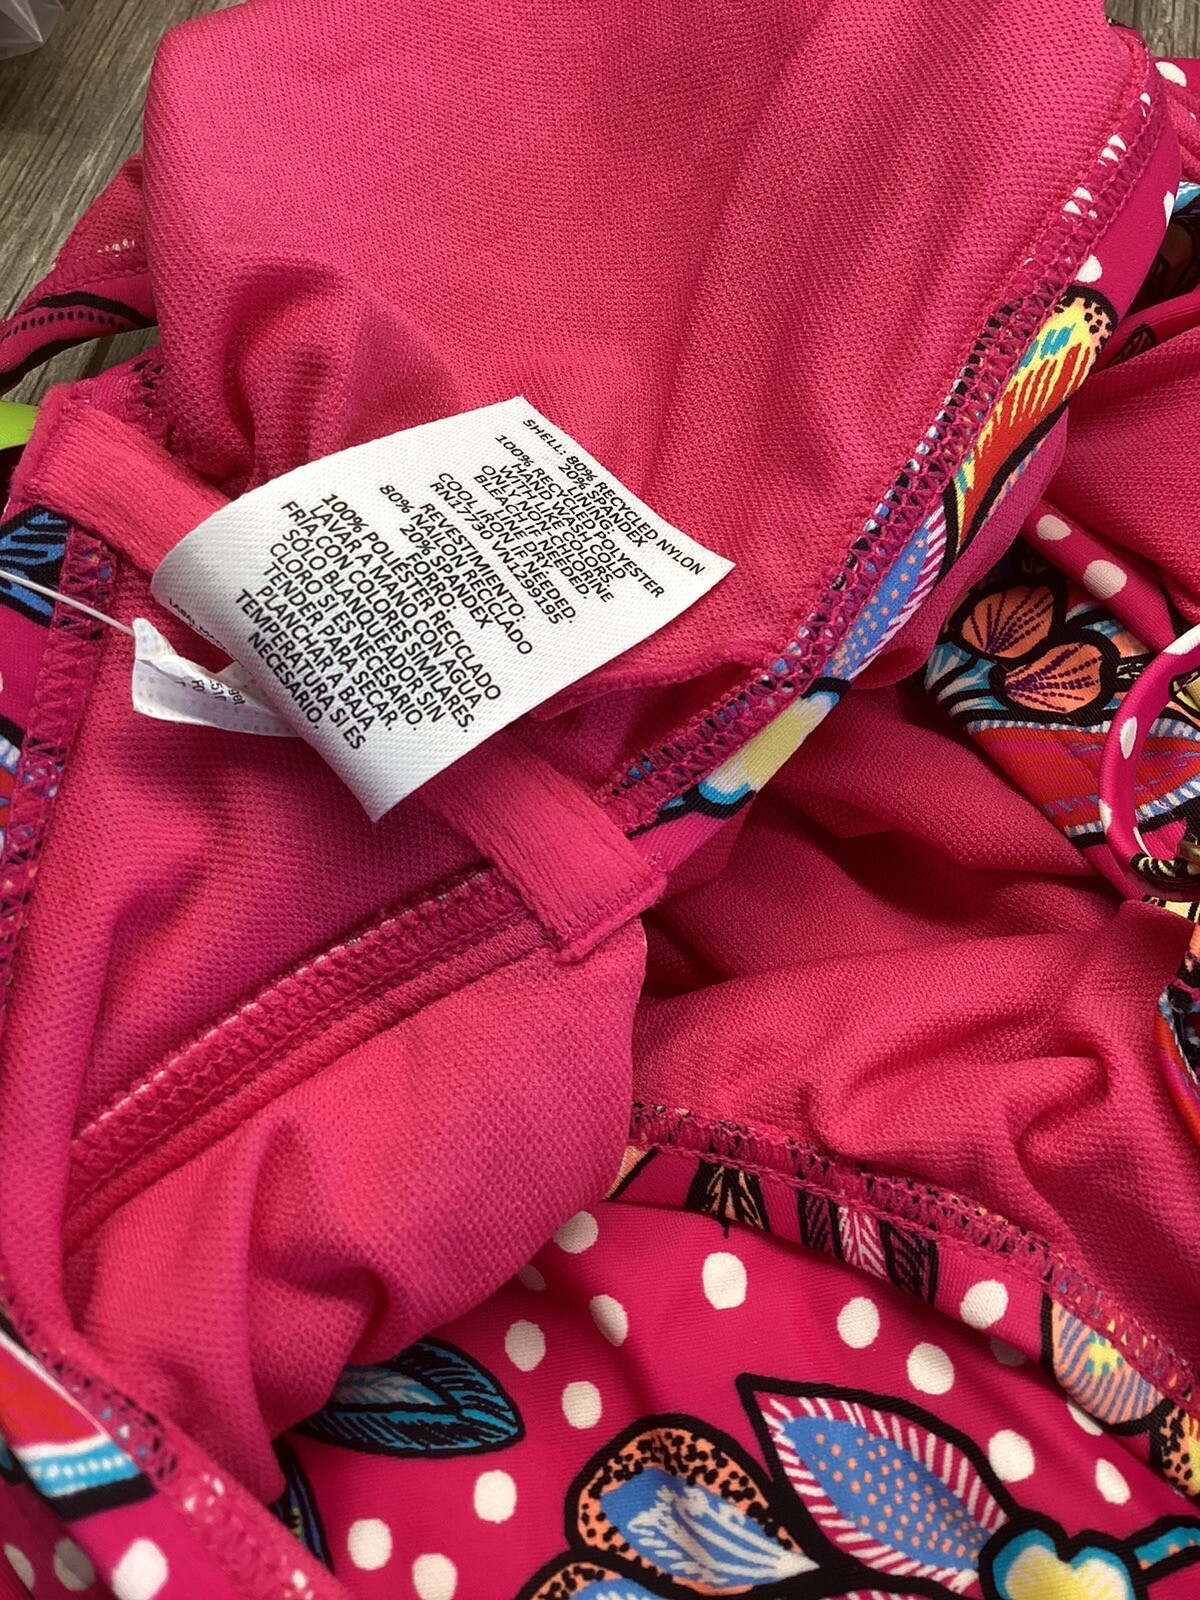 SHELL: 80% RECYCLED NYLON
20% SPANDEX
LINING:
100% RECYCLED POLYESTER
HAND WASH COLD
WITH LIKE COLORS.
ONLY NON CHLORINE
BLEACH IF NEEDED.
LINE DRY.
COOL IRON IF NEEDED.
RN17730 VN1299195
REVESTIMIENTO:
80% NAILON RECICLADO
20% SPANDEX
FORRO:
100% POLIÉSTER RECICLADO
LAVAR A MANO CON AGUA
FRIA CON COLORES SIMILARES.
SOLO BLANQUEADOR SIN
CLORO SI ES NECESARIO.
TENDER PARA SECAR.
PLANCHAR A BAJA
TEMPERATURA SI ES
NECESARIO.